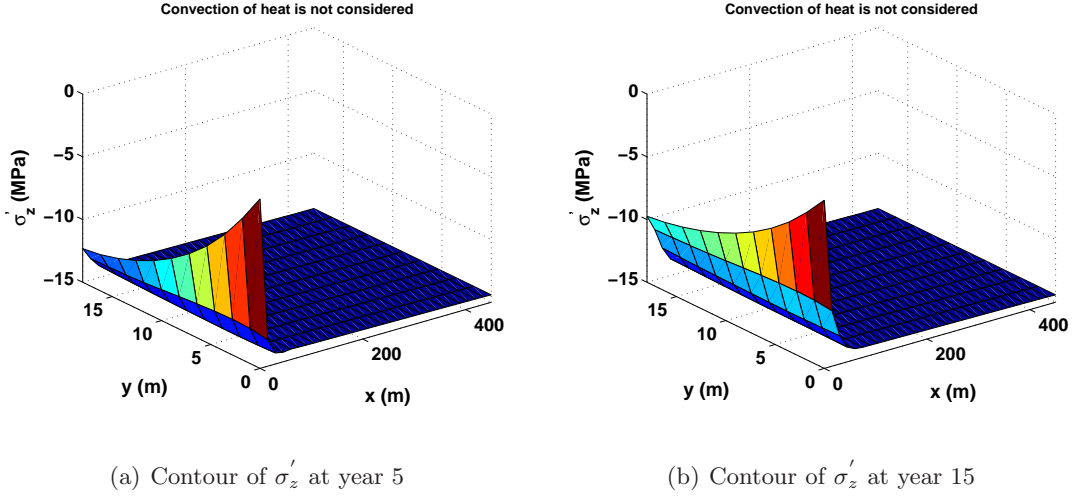 Convection of heat is not considered
0
−5
−10
−15
σ'z (MPa)
15
10
5
0
y (m)
0
200
400
x (m)
(a) Contour of σ'z at year 5
Convection of heat is not considered
0
−5
−10
−15
σ'z (MPa)
15
10
5
0
y (m)
0
200
400
x (m)
(b) Contour of σ'z at year 15